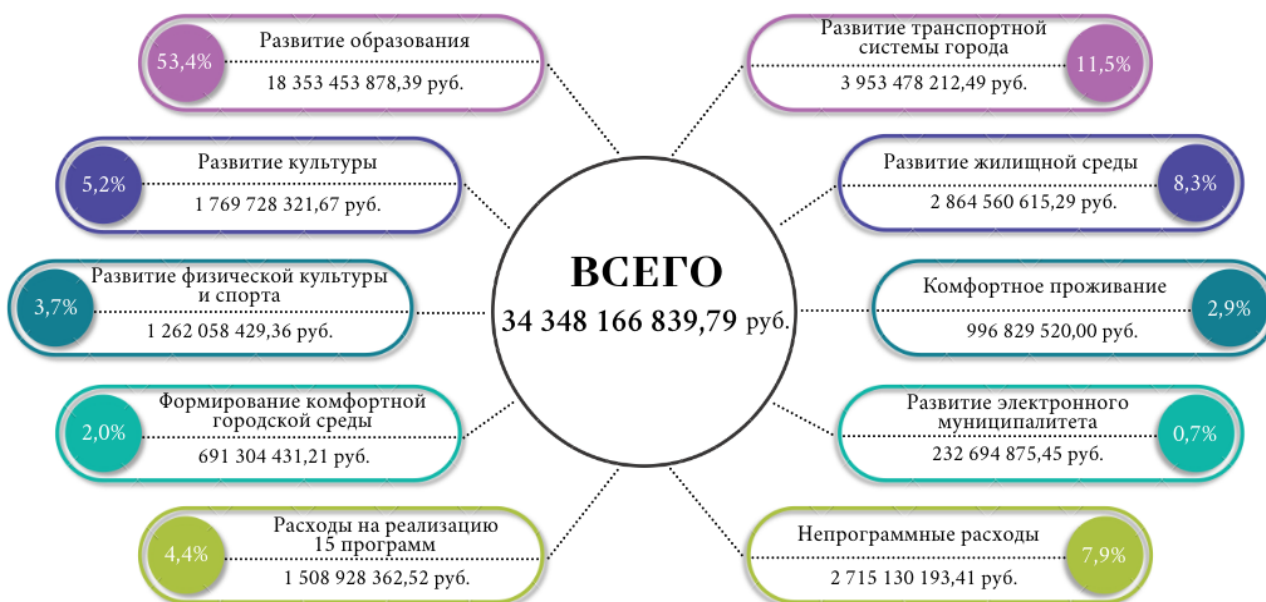 53,4%
Развитие образования
18 353 453 878,39 руб.
Развитие транспортной
системы города
3 953 478 212,49 руб.
11,5%
5,2%
Развитие культуры
1 769 728 321,67 руб.
Развитие жилищной среды
2 864 560 615,29 руб.
8,3%
3,7%
Развитие физической культуры
и спорта
1 262 058 429,36 руб.
ВСЕГО
34 348 166 839,79 руб.
Комфортное проживание
996 829 520,00 руб.
2,9%
2,0%
Формирование комфортной
городской среды
691 304 431,21 руб.
Развитие электронного
муниципалитета
232 694 875,45 руб.
0,7%
4,4%
Расходы на реализацию
15 программ
1 508 928 362,52 руб.
Непрограммные расходы
2 715 130 193,41 руб.
7,9%